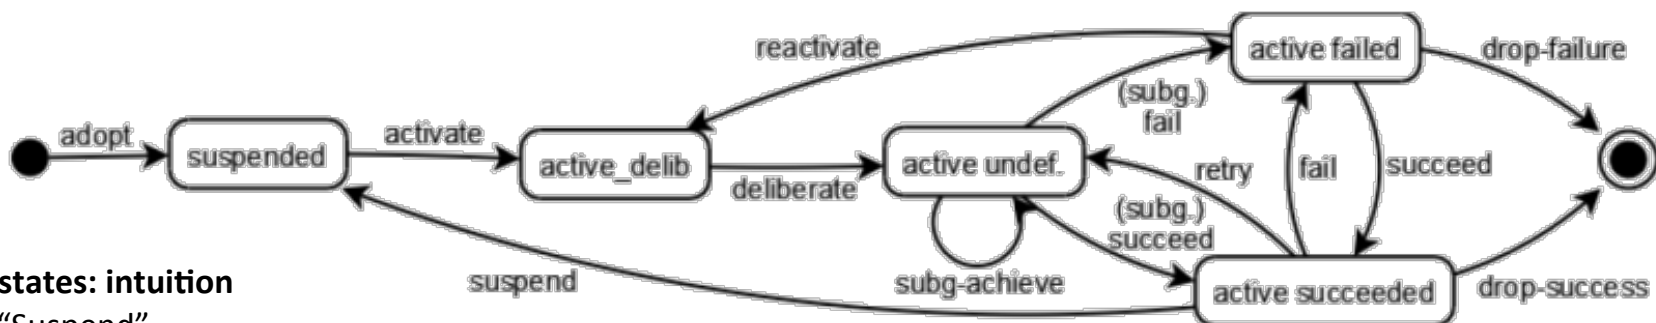 reactivate
active failed
drop-failure
(subg.)
fail
adopt
suspended
activate
active_delib
deliberate
active undef.
retry
fail
succeed
(subg.)
succeed
states: intuition
suspend
subg-achieve
active succeeded
drop-success
"Suspend"